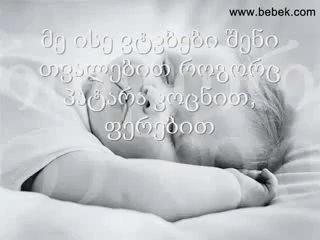 www.bebek.com
მე ისე ვტკბები შენი
თვალებით როგორც
პატარა კოცნით,
ფერებით